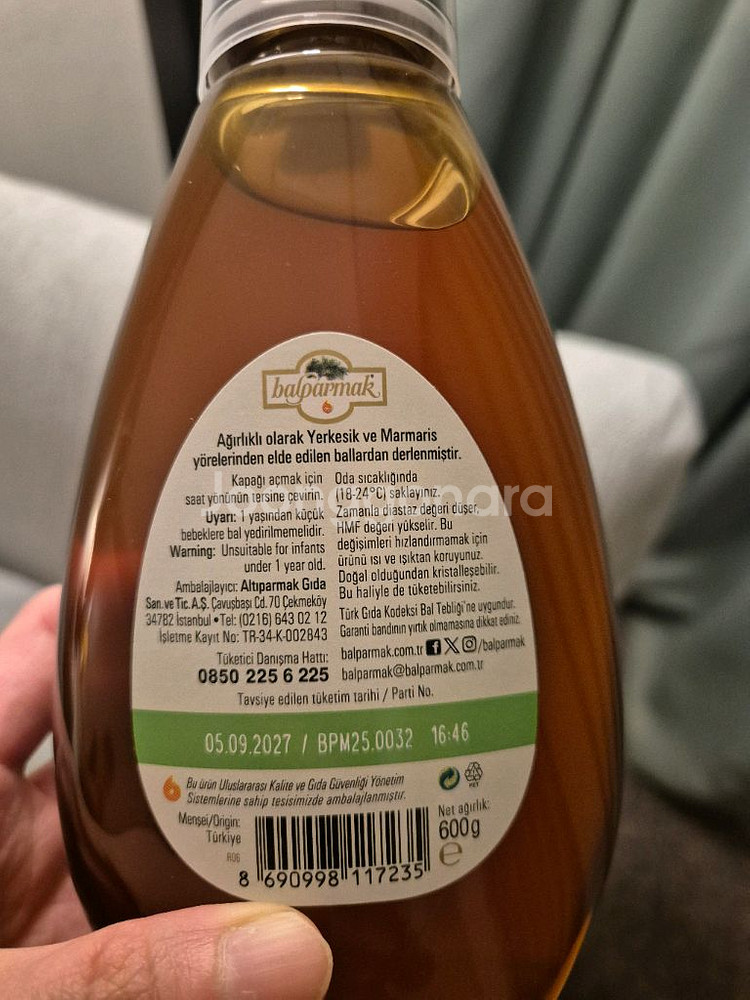 balparmak
Ağırlıklı olarak Yerkesik ve Marmaris
yörelerinden elde edilen ballardan derlenmiştir.
Kapağı açmak için
saat yönünün tersine çevirin.
Uyarı: 1 yaşından küçük
bebeklere bal yedirilmemelidir.
Warning: Unsuitable for infants
under 1 year old.
Ambalajlayıcı: Altıparmak Gıda
San. ve Tic. A.Ş. Çavuşbaşı Cd. 70 Çekmeköy
34782 İstanbul • Tel: (0216) 643 02 12
İşletme Kayıt No: TR-34-K-002843
Tüketici Danışma Hattı:
0850 225 6 225
Oda sıcaklığında
(18-24°C) saklayınız.
Zamanla diastaz değeri düşer,
HMF değeri yükselir. Bu
değişimleri hızlandırmamak için
ürünü ısı ve ışıktan koruyunuz.
Doğal olduğundan kristalleşebilir.
Bu haliyle de tüketebilirsiniz.
Türk Gıda Kodeksi Bal Tebliği'ne uygundur.
Garanti bandının yırtık olmamasına dikkat ediniz.
balparmak.com.tr /balparmak
balparmak@balparmak.com.tr
Tavsiye edilen tüketim tarihi / Parti No.
05.09.2027 / BPM25.0032 16:46
Bu ürün Uluslararası Kalite ve Gıda Güvenliği Yönetim
Sistemlerine sahip tesisimizde ambalajlanmıştır.
PET
Menşei/Origin:
Türkiye
R06
8 690998 117235
Net ağırlık:
600g
e